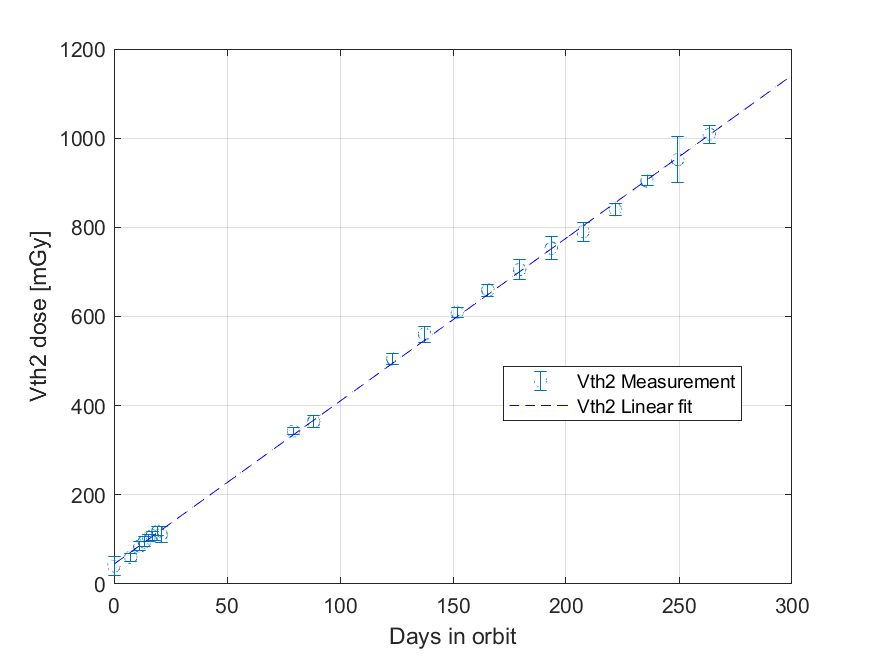 1200
1000
800
600
400
200
0
Vth2 dose [mGy]
Vth2 Measurement
Vth2 Linear fit
0 50 100 150 200 250 300
Days in orbit